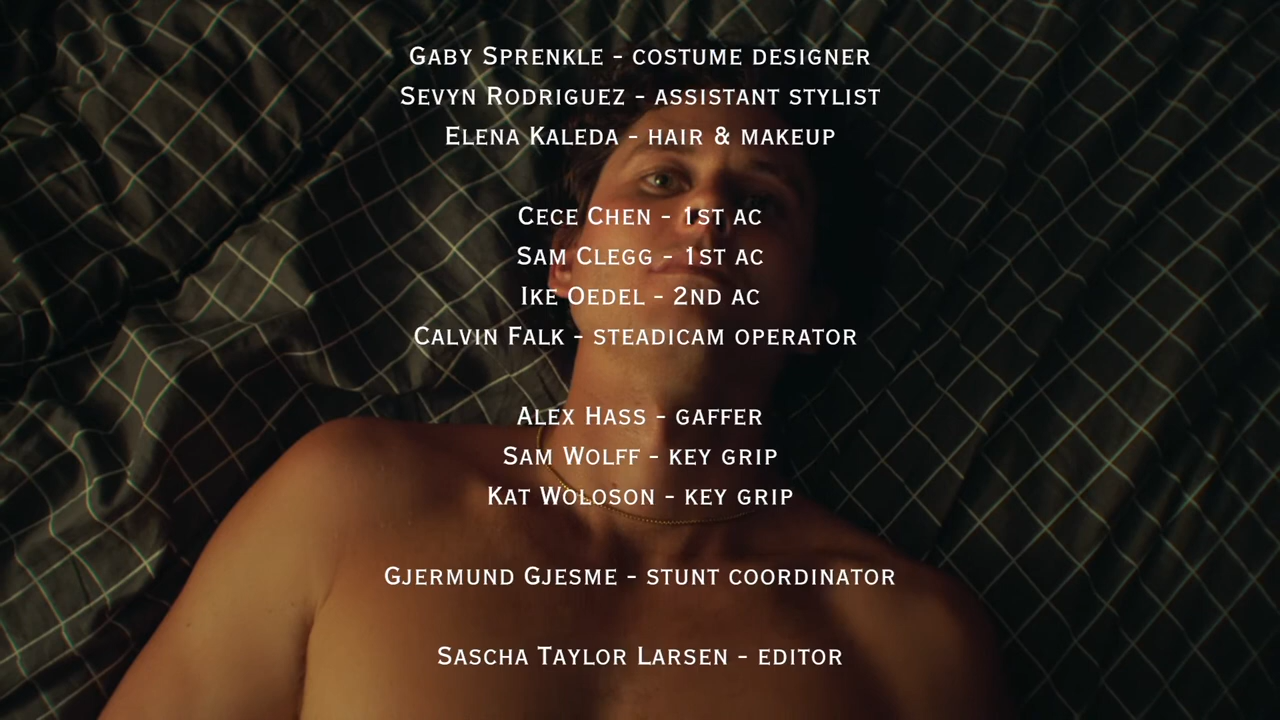 Gaby Sprenkle - costume designer
Sevyn Rodriguez - assistant stylist
Elena Kaleda - hair & makeup
Cece Chen - 1st AC
Sam Clegg - 1st AC
Ike Oedel - 2nd AC
Calvin Falk - steadicam operator
Alex Hass - gaffer
Sam Wolff - key grip
Kat Woloson - key grip
Gjermund Gjesme - stunt coordinator
Sascha Taylor Larsen - editor